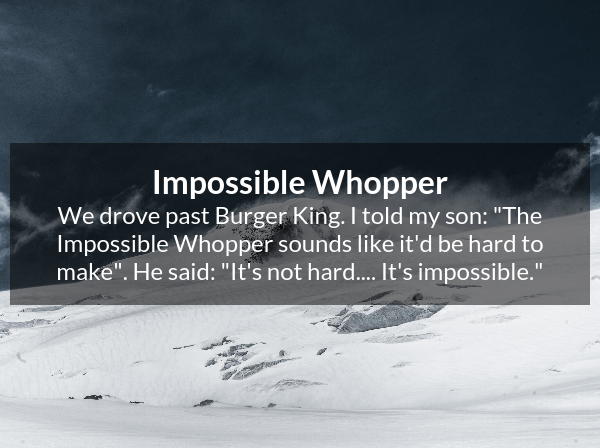 Impossible Whopper
We drove past Burger King. I told my son: "The
Impossible Whopper sounds like it'd be hard to
make". He said: "It's not hard.... It's impossible."